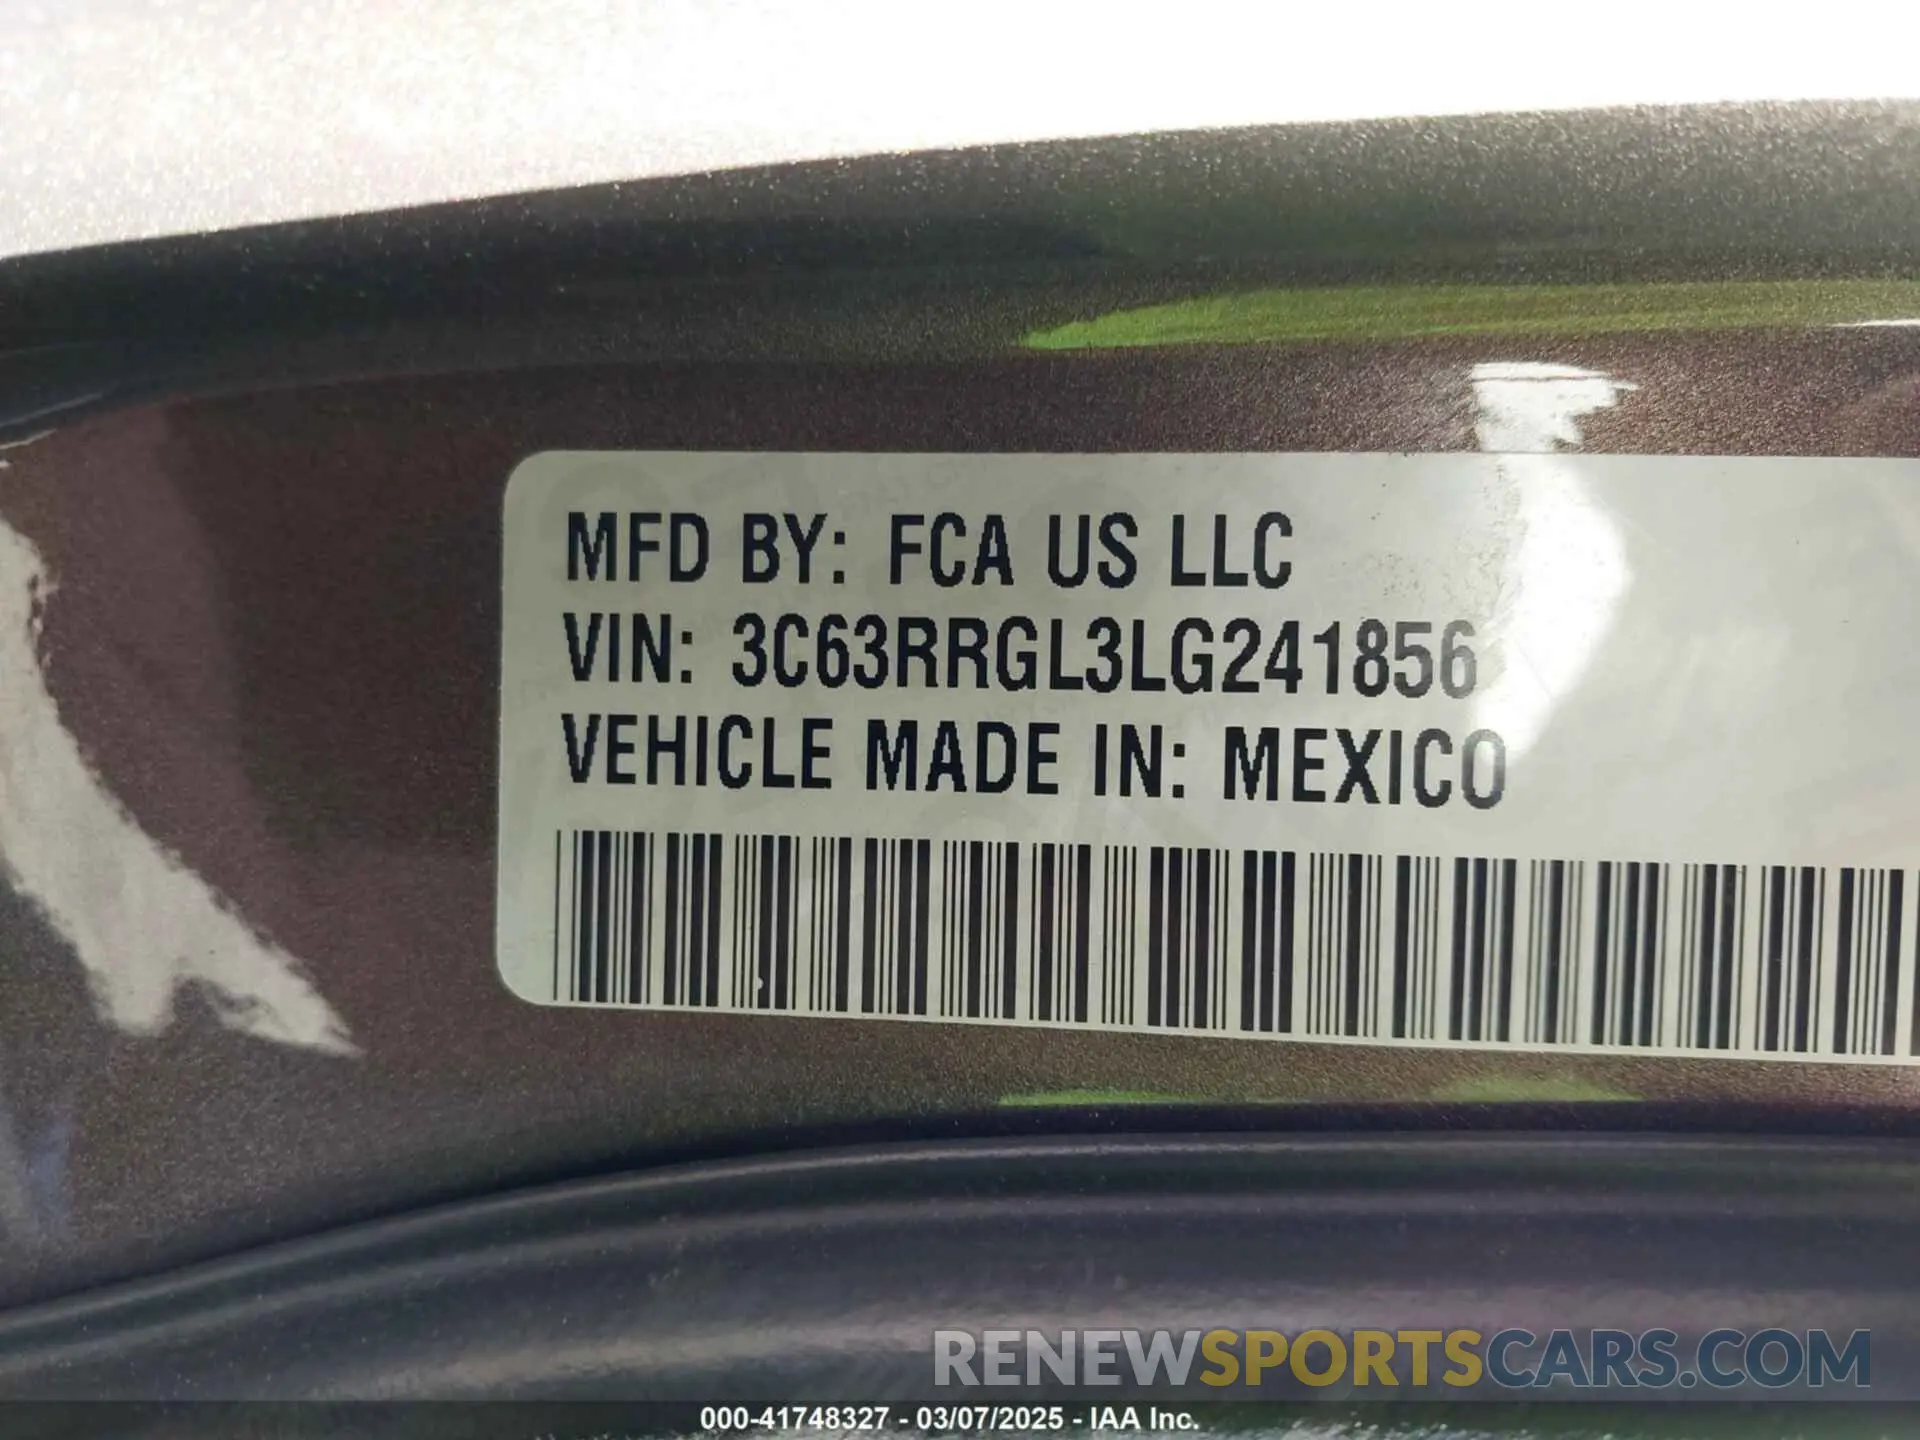 MFD BY: FCA US LLC
VIN: 3C63RRGL3LG241856
VEHICLE MADE IN: MEXICO
RENEWSPORTSCARS.COM
000-41748327 - 03/07/2025 - IAA Inc.